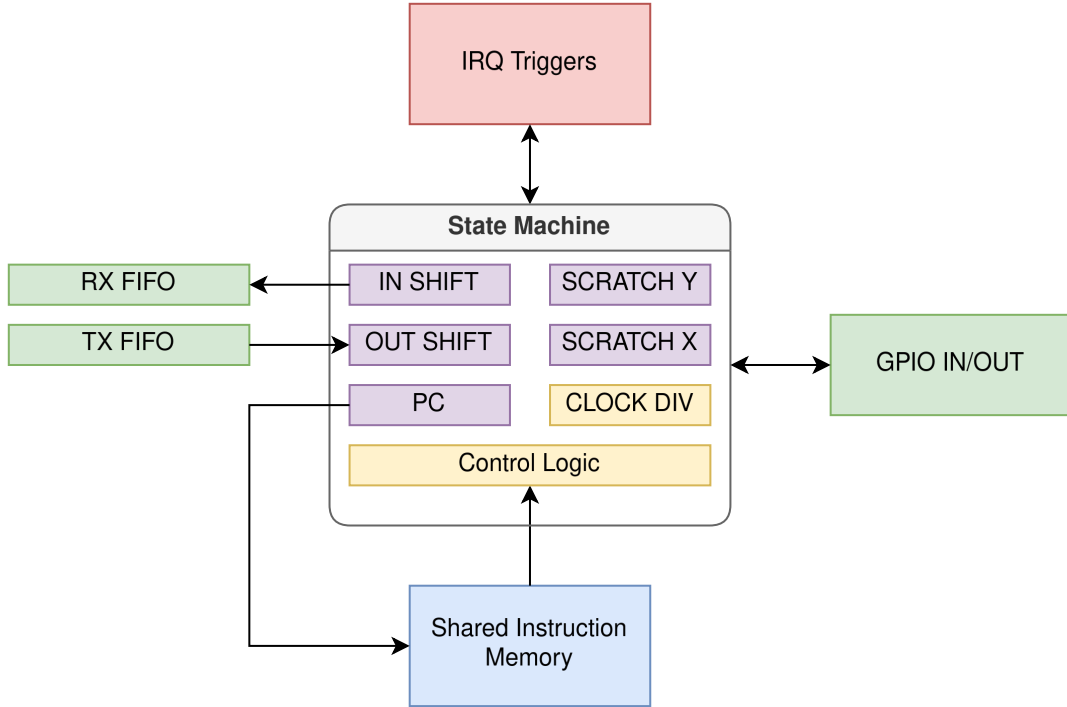 IRQ Triggers
State Machine
RX FIFO
IN SHIFT
SCRATCH Y
TX FIFO
OUT SHIFT
SCRATCH X
GPIO IN/OUT
PC
CLOCK DIV
Control Logic
Shared Instruction
Memory